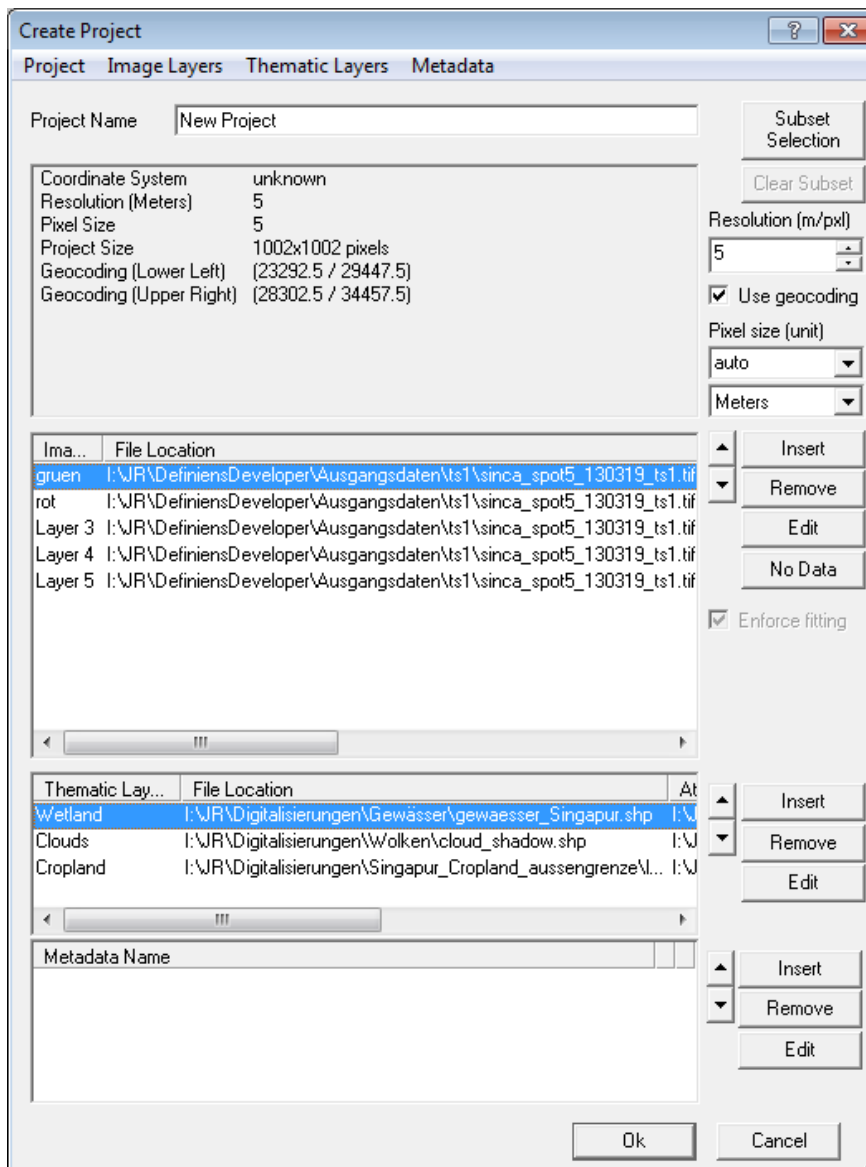 Create Project
Project Image Layers Thematic Layers Metadata
Project Name New Project
Subset Selection
Clear Subset
Coordinate System unknown
Resolution (Meters) 5
Pixel Size 5
Project Size 1002x1002 pixels
Geocoding (Lower Left) (23292.5 / 29447.5)
Geocoding (Upper Right) (28302.5 / 34457.5)
Resolution (m/pxl)
5
Use geocoding
Pixel size (unit)
auto
Meters
Ima... File Location
gruen I:\JR\DefiniensDeveloper\Ausgangsdaten\ts1\sinca_spot5_130319_ts1.tif
rot I:\JR\DefiniensDeveloper\Ausgangsdaten\ts1\sinca_spot5_130319_ts1.tif
Layer 3 I:\JR\DefiniensDeveloper\Ausgangsdaten\ts1\sinca_spot5_130319_ts1.tif
Layer 4 I:\JR\DefiniensDeveloper\Ausgangsdaten\ts1\sinca_spot5_130319_ts1.tif
Layer 5 I:\JR\DefiniensDeveloper\Ausgangsdaten\ts1\sinca_spot5_130319_ts1.tif
Insert
Remove
Edit
No Data
Enforce fitting
Thematic Lay... File Location At
Wetland I:\JR\Digitalisierungen\Gewässer\gewaesser_Singapur.shp I:\J
Clouds I:\JR\Digitalisierungen\Wolken\cloud_shadow.shp I:\J
Cropland I:\JR\Digitalisierungen\Singapur_Cropland_aussengrenze\l... I:\J
Insert
Remove
Edit
Metadata Name
Insert
Remove
Edit
Ok Cancel